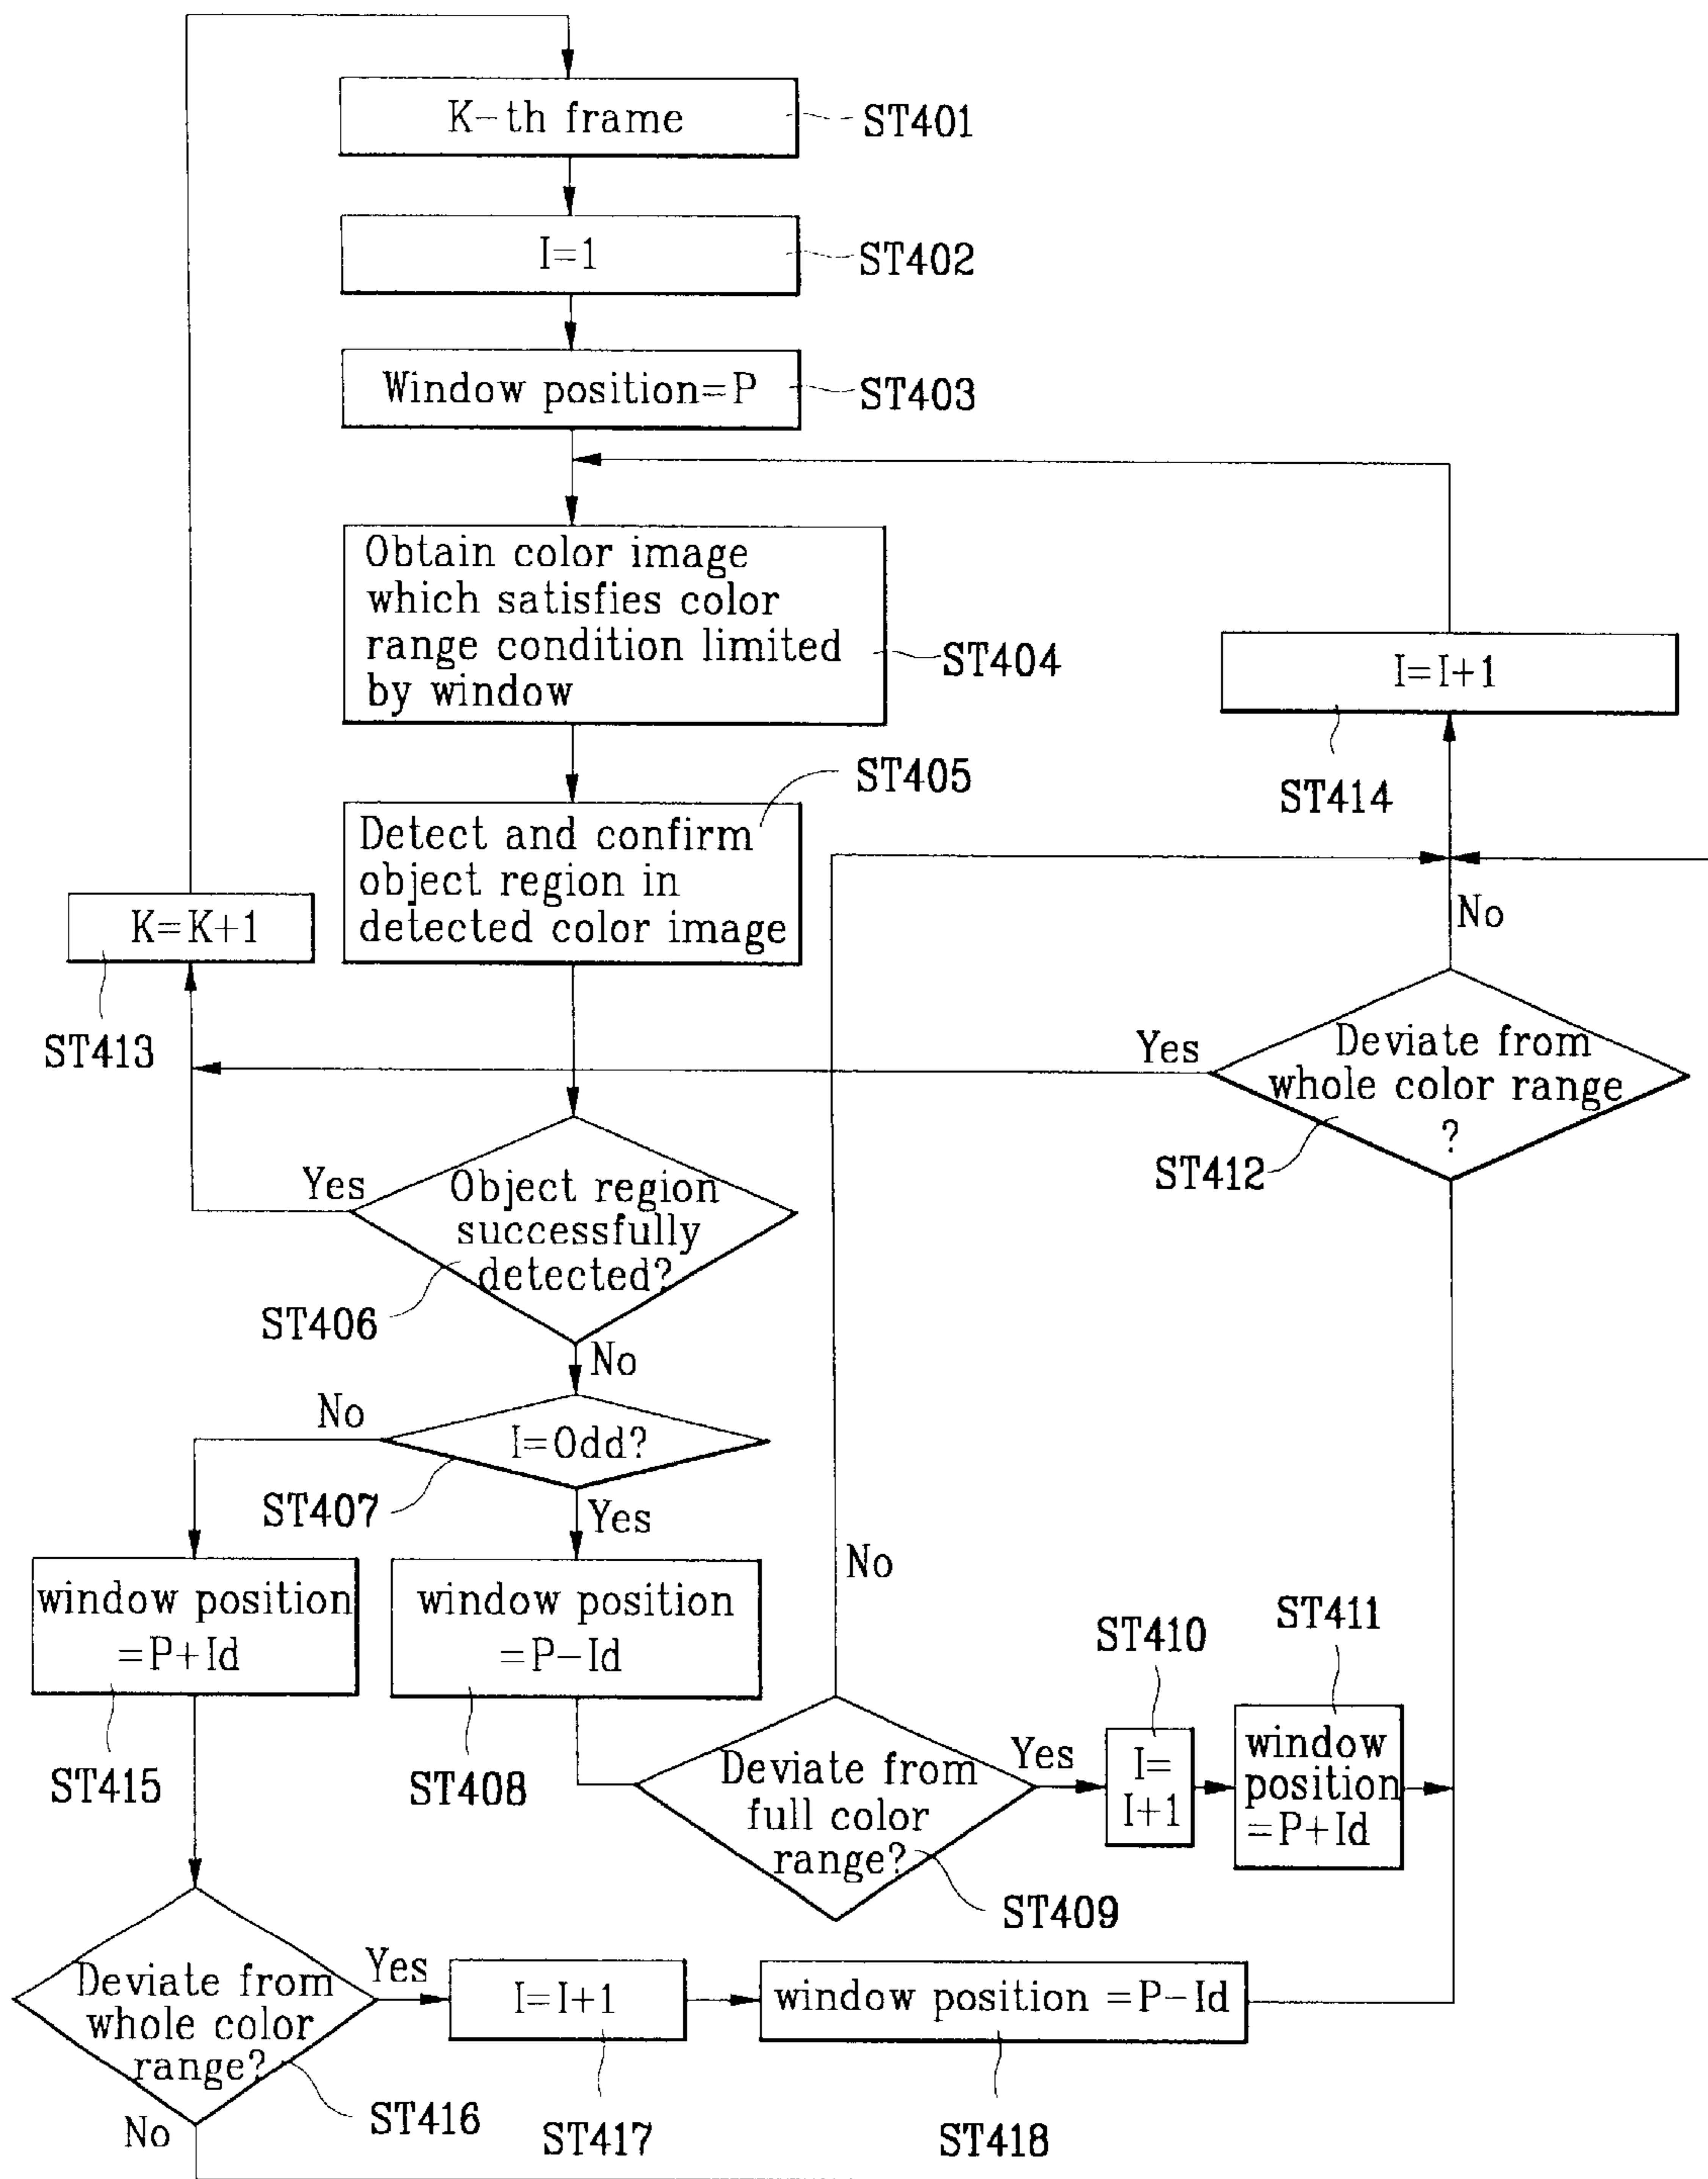 K-th frame
ST401
I=1
ST402
Window position=P
ST403
Obtain color image
which satisfies color
range condition limited
by window
ST404
I=I+1
ST414
ST405
Detect and confirm
object region in
detected color image
K=K+1
ST413
No
Yes
Deviate from
whole color range
?
ST412
Yes
Object region
successfully
detected?
ST406
No
No
I=Odd?
ST407
Yes
window position
=P+Id
ST415
window position
=P-Id
ST408
No
Deviate from
full color
range?
ST409
Yes
ST410
I=
I+1
ST411
window
position
=P+Id
Deviate from
whole color
range?
ST416
Yes
I=I+1
ST417
window position =P-Id
ST418
No